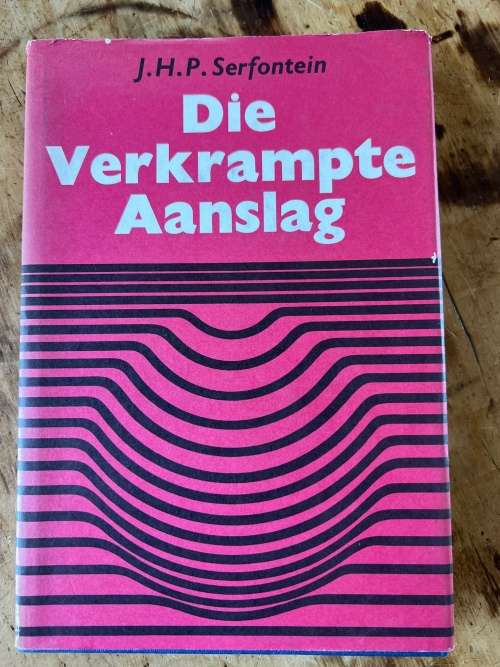 J.H.P. Serfontein
Die
Verkrampte
Aanslag